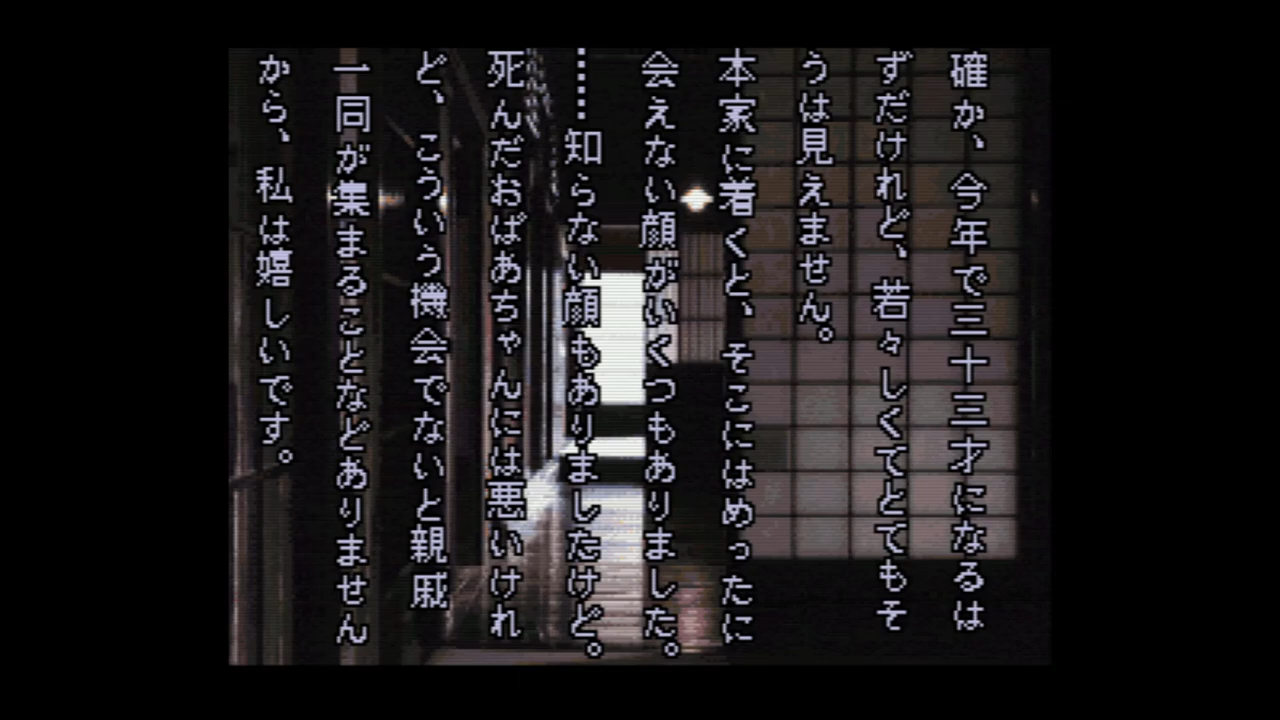 確か、今年で三十三才になるは
ずだけれど、若々しくてとてもそ
うは見えません。
本家に着くと、そこにはめったに
会えない顔がいくつもありました。
……知らない顔もありましたけど。
死んだおばあちゃんには悪いけれ
ど、こういう機会でないと親戚
一同が集まることなどありません
から、私は嬉しいです。